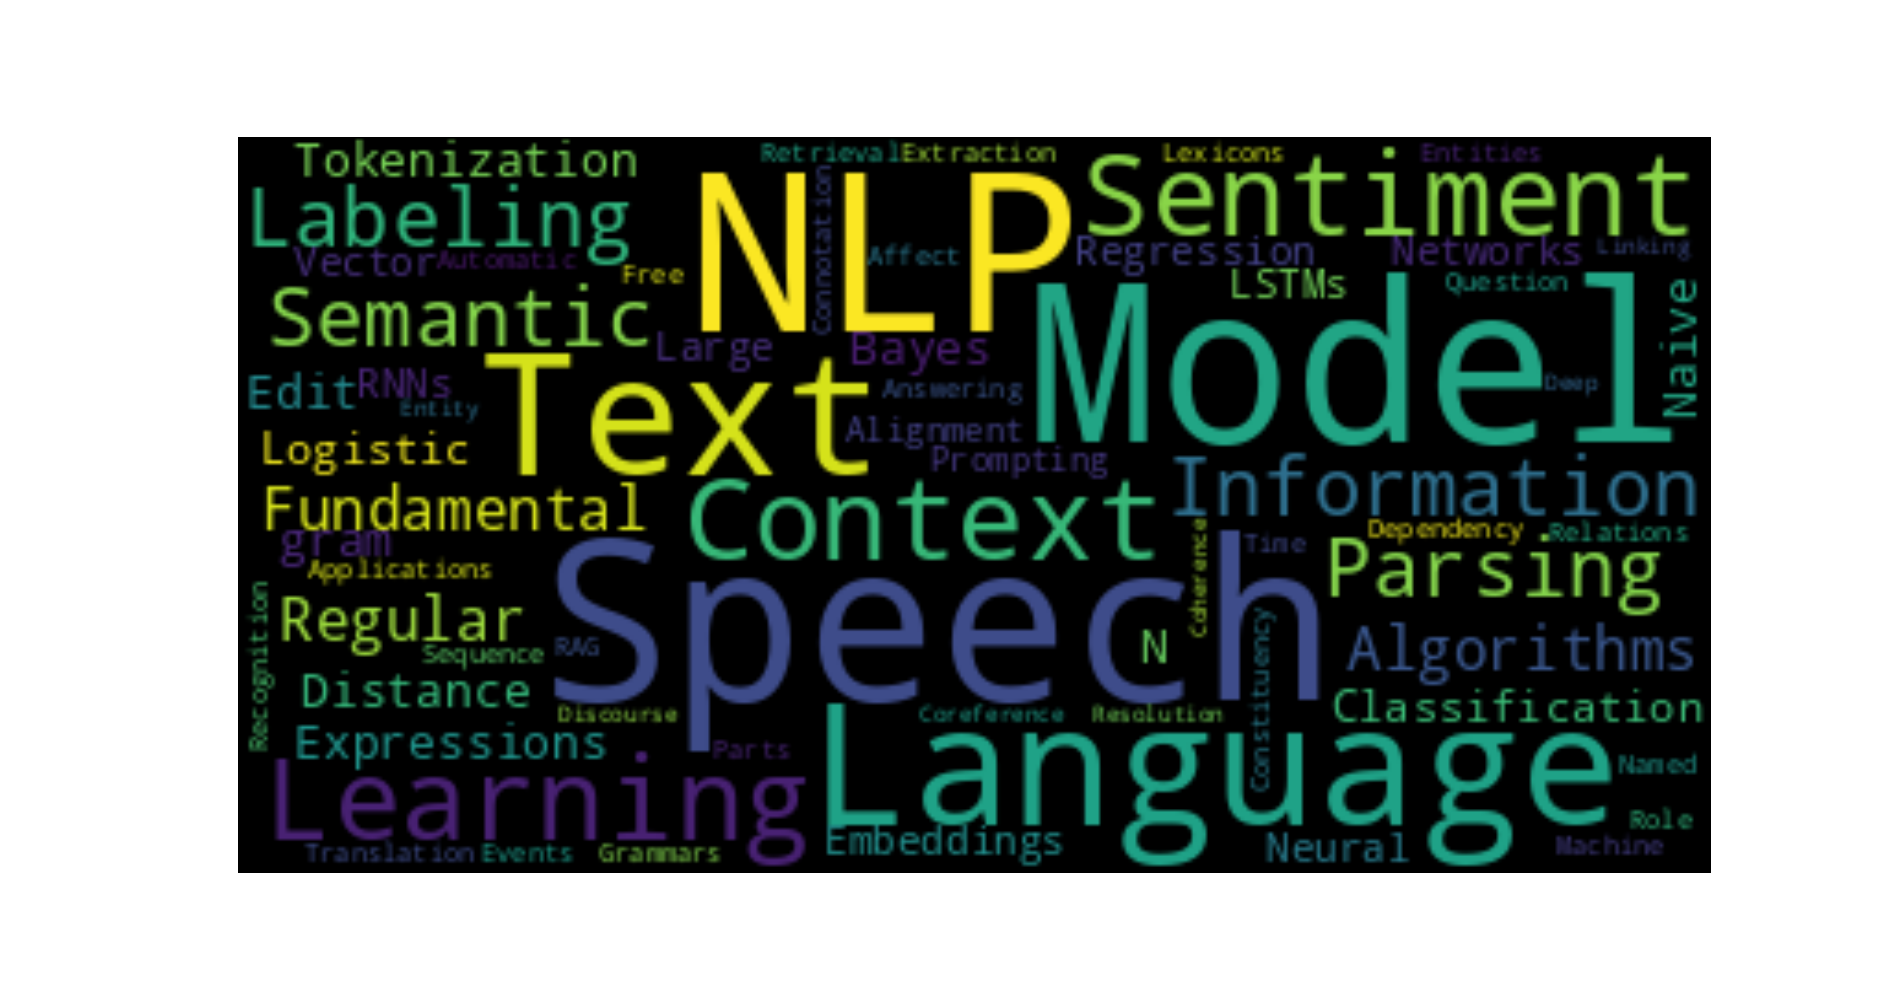 Tokenization
Retrieval
Extraction
Lexicons
Entities
Labeling
NLP
Sentiment
Connotation
Vector
Automatic
Free
Affect
Regression
Networks
Linking
Semantic
LSTMs
Question
Naive
Large
Bayes
Model
Text
Edit
RNNs
Entity
Answering
Deep
Logistic
Alignment
Prompting
Fundamental
Context
Information
gram
Coherence
Time
Dependency
Relations
Applications
Speech
Parsing
Recognition
Regular
Sequence
RAG
N
Constituency
Algorithms
Distance
Discourse
Coreference
Resolution
Classification
Expressions
Parts
Language
Named
Learning
Role
Translation
Events
Grammars
Embeddings
Neural
Machine